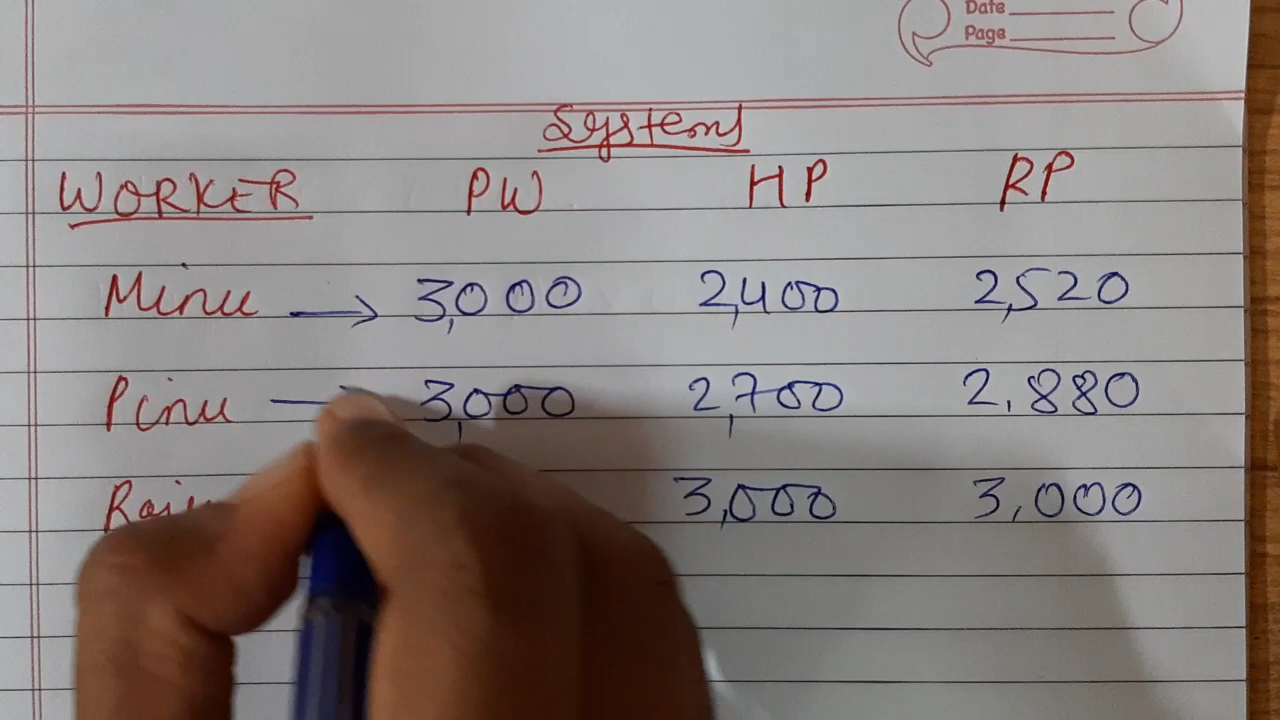 Date
Page
Systems
WORKER PW HP RP
Minu → 3,000 2,400 2,520
Pinu — 3,000 2,700 2.880
3,000 3,000